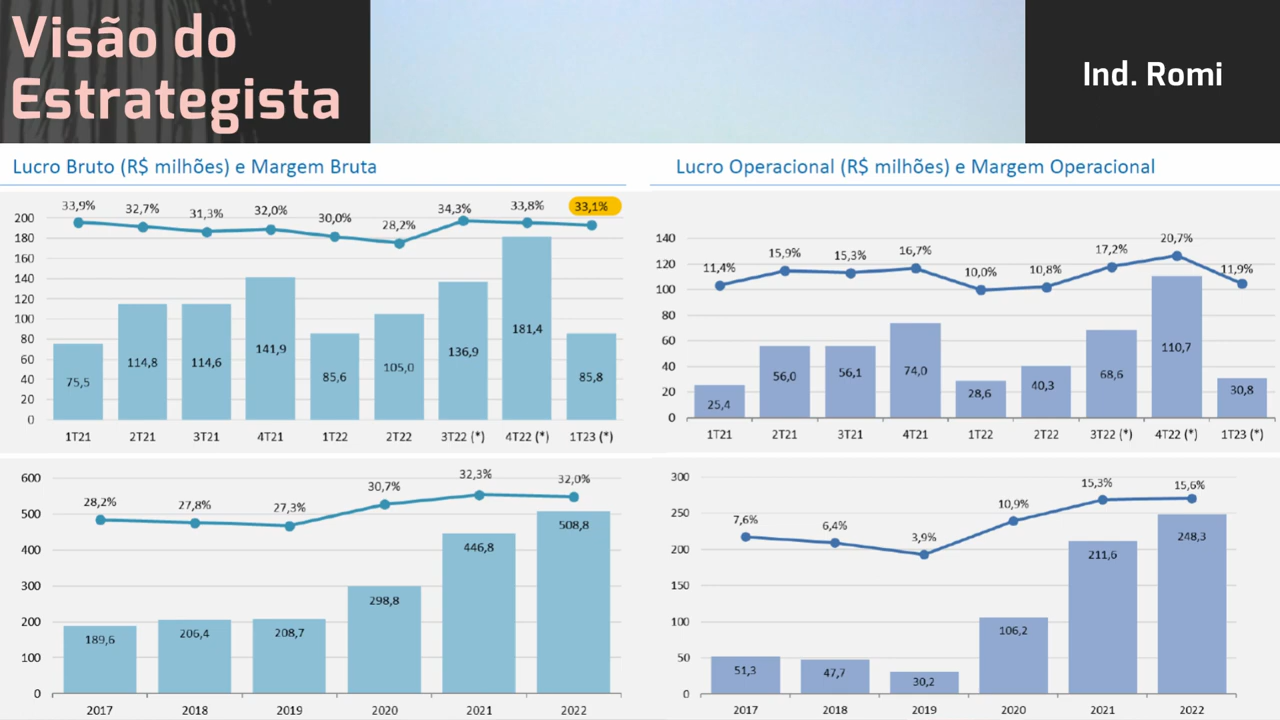 Visão do
Estrategista
Ind. Romi
Lucro Bruto (R$ milhões) e Margem Bruta
33,9% 32,7% 31,3% 32,0% 30,0% 28,2% 34,3% 33,8% 33,1%
200
180
160
140
120
100
80
60
40
20
0
75,5 114,8 114,6 141,9 85,6 105,0 136,9 181,4 85,8
1T21 2T21 3T21 4T21 1T22 2T22 3T22 (*) 4T22 (*) 1T23 (*)
Lucro Operacional (R$ milhões) e Margem Operacional
11,4% 15,9% 15,3% 16,7% 10,0% 10,8% 17,2% 20,7% 11,9%
140
120
100
80
60
40
20
0
25,4 56,0 56,1 74,0 28,6 40,3 68,6 110,7 30,8
1T21 2T21 3T21 4T21 1T22 2T22 3T22 (*) 4T22 (*) 1T23 (*)
28,2% 27,8% 27,3% 30,7% 32,3% 32,0%
600
500
400
300
200
100
0
189,6 206,4 208,7 298,8 446,8 508,8
2017 2018 2019 2020 2021 2022
7,6% 6,4% 3,9% 10,9% 15,3% 15,6%
300
250
200
150
100
50
0
51,3 47,7 30,2 106,2 211,6 248,3
2017 2018 2019 2020 2021 2022